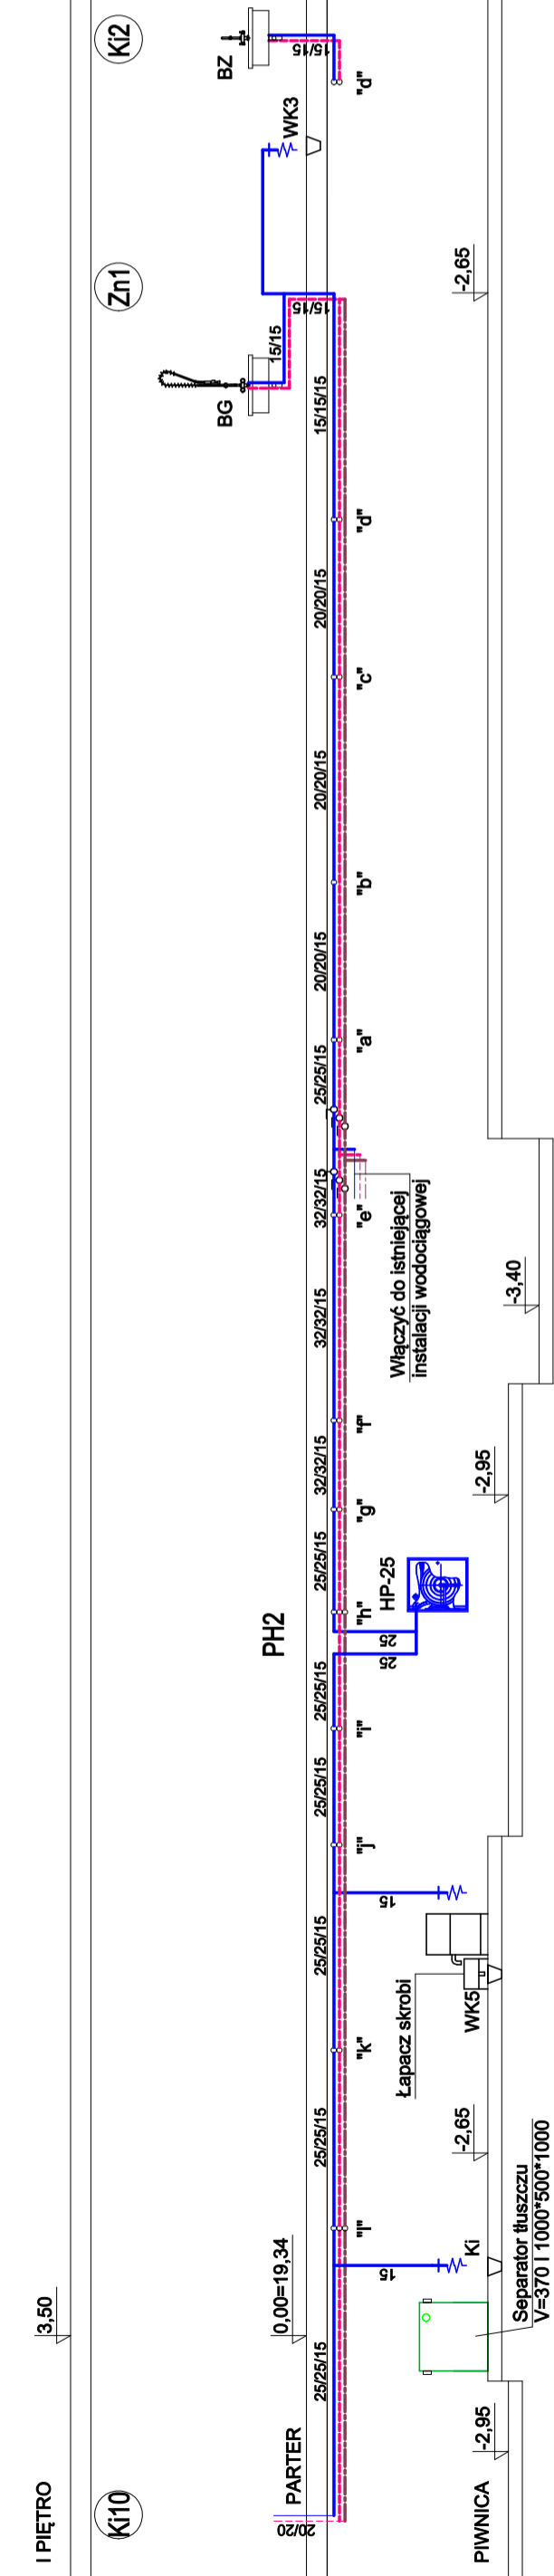 I PIĘTRO
3,50
Ki10
Zn1
Ki2
PH2
BG
BZ
WK3
15/15
15/15
15/15
PARTER
0,00=19,34
20/20
25/25/15
25/25/15
25/25/15
25/25/15
25/25/15
25/25/15
32/32/15
32/32/15
32/32/15
25/25/15
20/20/15
20/20/15
20/20/15
15/15/15
"l"
"k"
"j"
"i"
"h"
"g"
"f"
"e"
"a"
"b"
"c"
"d"
"d"
15
15
25
25
HP-25
Włączyć do istniejącej
instalacji wodociągowej
Łapacz skrobi
WK5
Ki
PIWNICA
-2,95
-2,65
-2,95
-3,40
-2,65
Separator tłuszczu
V=370 l 1000*500*1000